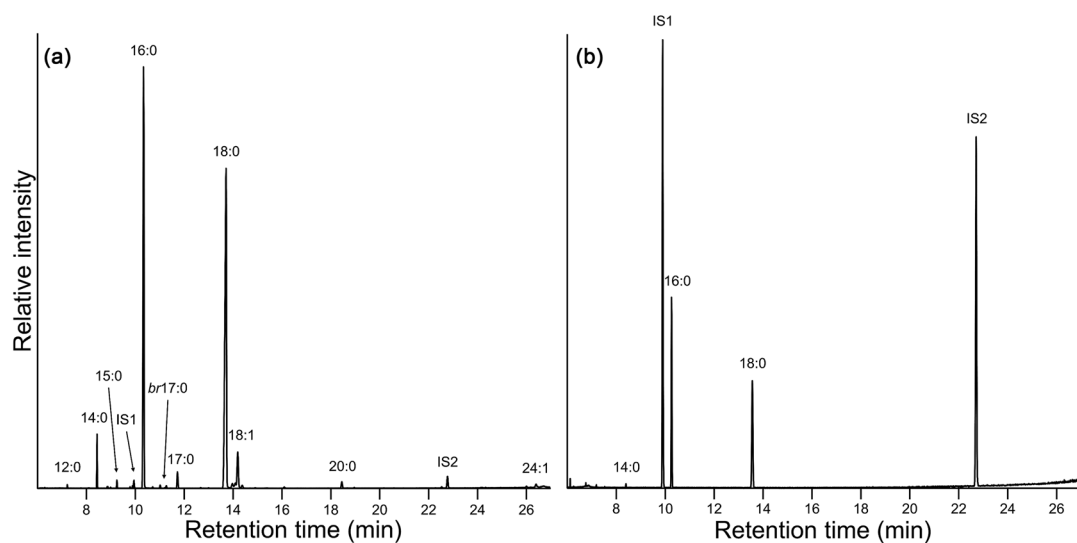 (a)
16:0
18:0
15:0
br17:0
14:0
IS1
18:1
12:0
17:0
20:0
IS2
24:1
Relative intensity
8 10 12 14 16 18 20 22 24 26
Retention time (min)
(b)
IS1
IS2
16:0
18:0
14:0
8 10 12 14 16 18 20 22 24 26
Retention time (min)